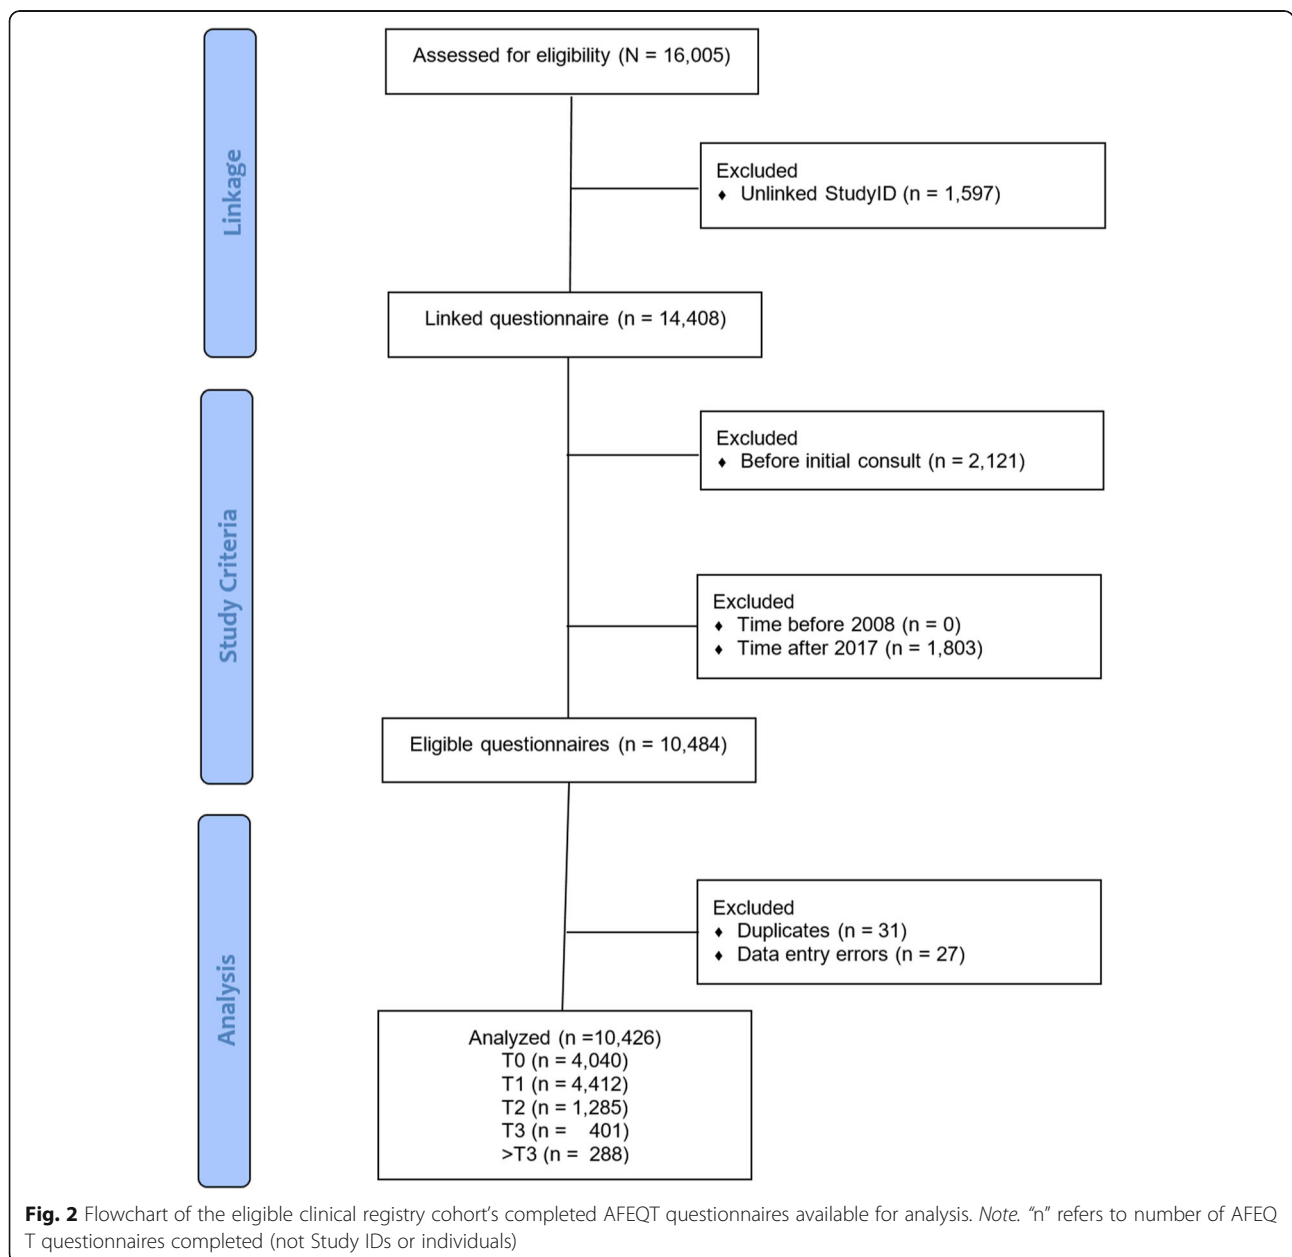 Linkage
Assessed for eligibility (N = 16,005)
Excluded
♦ Unlinked StudyID (n = 1,597)
Linked questionnaire (n = 14,408)
Study Criteria
Excluded
♦ Before initial consult (n = 2,121)
Excluded
♦ Time before 2008 (n = 0)
♦ Time after 2017 (n = 1,803)
Eligible questionnaires (n = 10,484)
Analysis
Excluded
♦ Duplicates (n = 31)
♦ Data entry errors (n = 27)
Analyzed (n =10,426)
T0 (n = 4,040)
T1 (n = 4,412)
T2 (n = 1,285)
T3 (n = 401)
>T3 (n = 288)
Fig. 2 Flowchart of the eligible clinical registry cohort's completed AFEQT questionnaires available for analysis. Note. "n" refers to number of AFEQ
T questionnaires completed (not Study IDs or individuals)